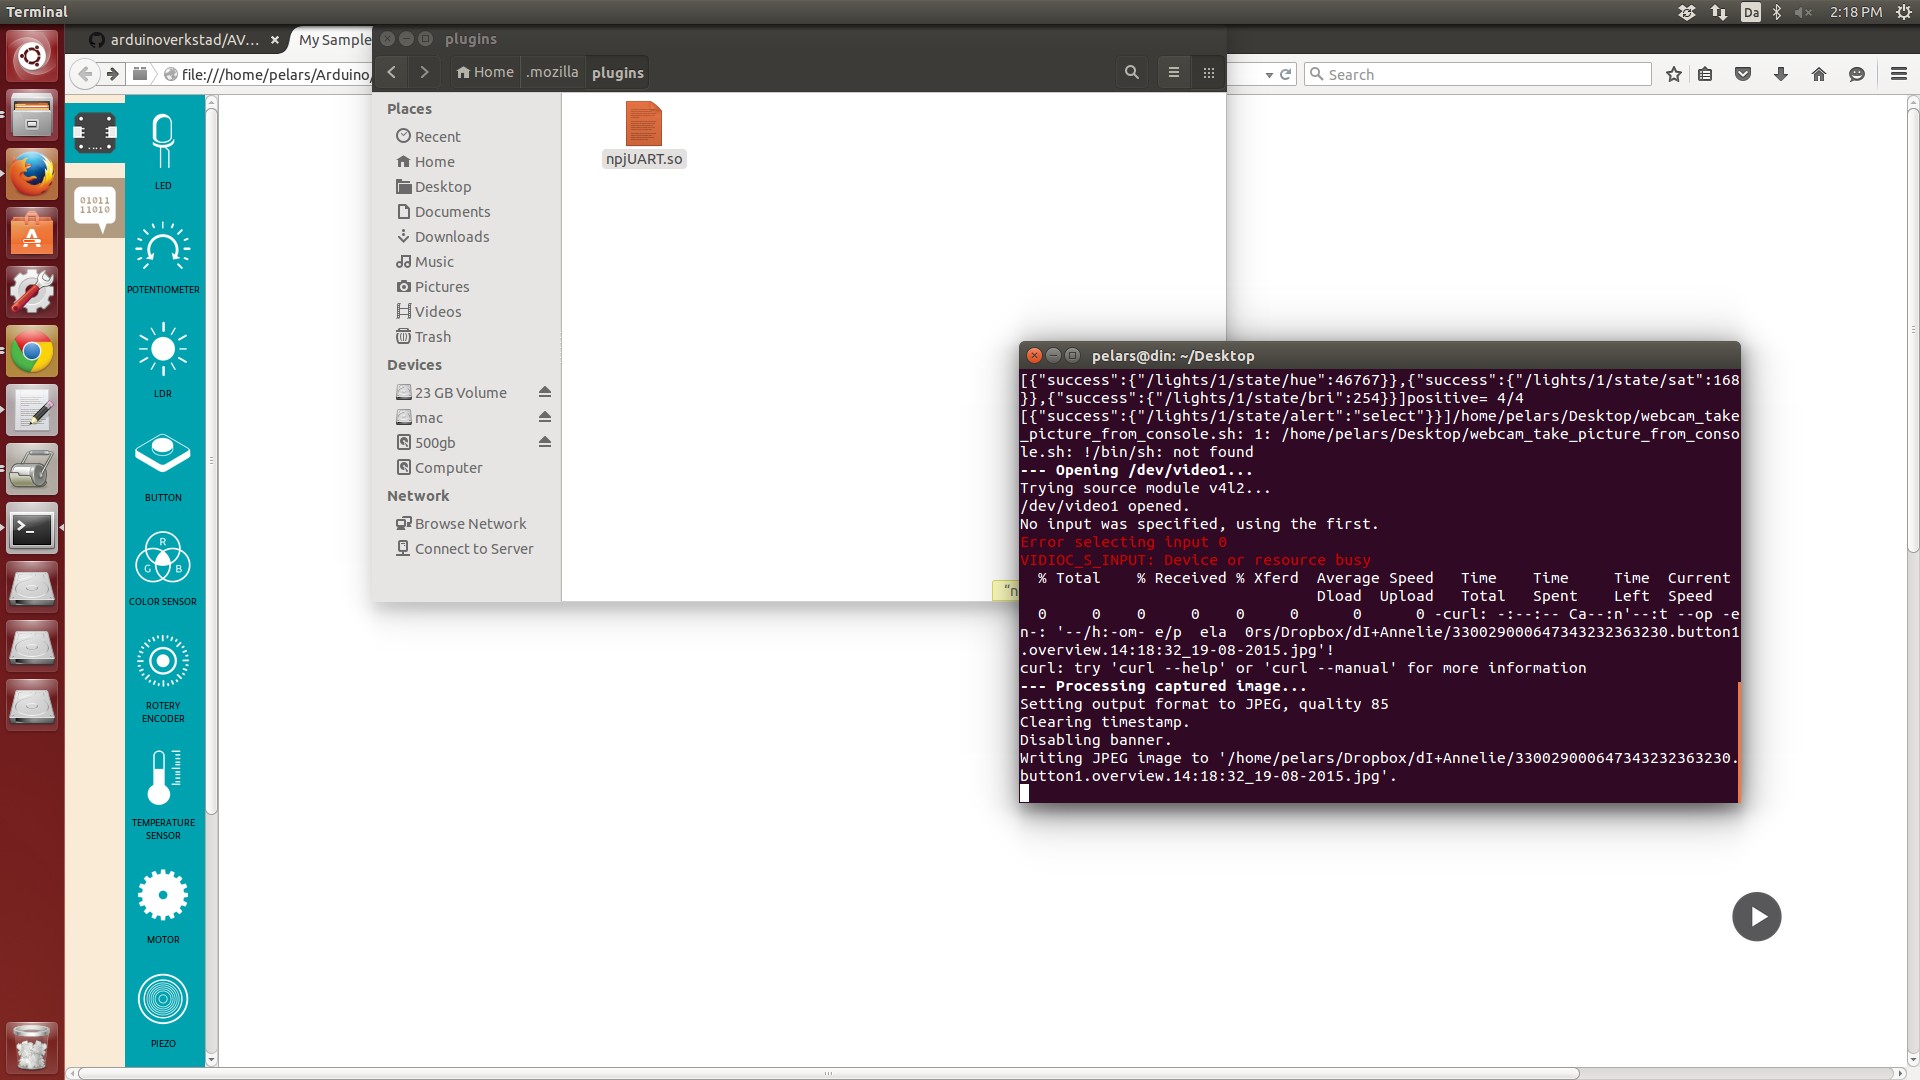 Terminal
Da
2:18 PM
arduinoverkstad/AV...
My Sample
plugins
file:///home/pelars/Arduino/
Home
.mozilla
plugins
Search
Places
Recent
Home
Desktop
Documents
Downloads
Music
Pictures
Videos
Trash
Devices
23 GB Volume
mac
500gb
Computer
Network
Browse Network
Connect to Server
npjUART.so
"n
01011
11010
LED
POTENTIOMETER
LDR
BUTTON
R
G B
COLOR SENSOR
ROTERY
ENCODER
TEMPERATURE
SENSOR
MOTOR
PIEZO
pelars@din: ~/Desktop
[{"success":{"/lights/1/state/hue":46767}},{"success":{"/lights/1/state/sat":168
}},{"success":{"/lights/1/state/bri":254}}]positive= 4/4
[{"success":{"/lights/1/state/alert":"select"}}]/home/pelars/Desktop/webcam_take
_picture_from_console.sh: 1: /home/pelars/Desktop/webcam_take_picture_from_conso
le.sh: !/bin/sh: not found
--- Opening /dev/video1...
Trying source module v4l2...
/dev/video1 opened.
No input was specified, using the first.
Error selecting input 0
VIDIOC_S_INPUT: Device or resource busy
% Total % Received % Xferd Average Speed Time Time Time Current
Dload Upload Total Spent Left Speed
0 0 0 0 0 0 0 0 -curl: -:--:-- Ca--:n'--:t --op -e
n-: '--/h:-om- e/p ela 0rs/Dropbox/dI+Annelie/330029000647343232363230.button1
.overview.14:18:32_19-08-2015.jpg'!
curl: try 'curl --help' or 'curl --manual' for more information
--- Processing captured image...
Setting output format to JPEG, quality 85
Clearing timestamp.
Disabling banner.
Writing JPEG image to '/home/pelars/Dropbox/dI+Annelie/330029000647343232363230.
button1.overview.14:18:32_19-08-2015.jpg'.